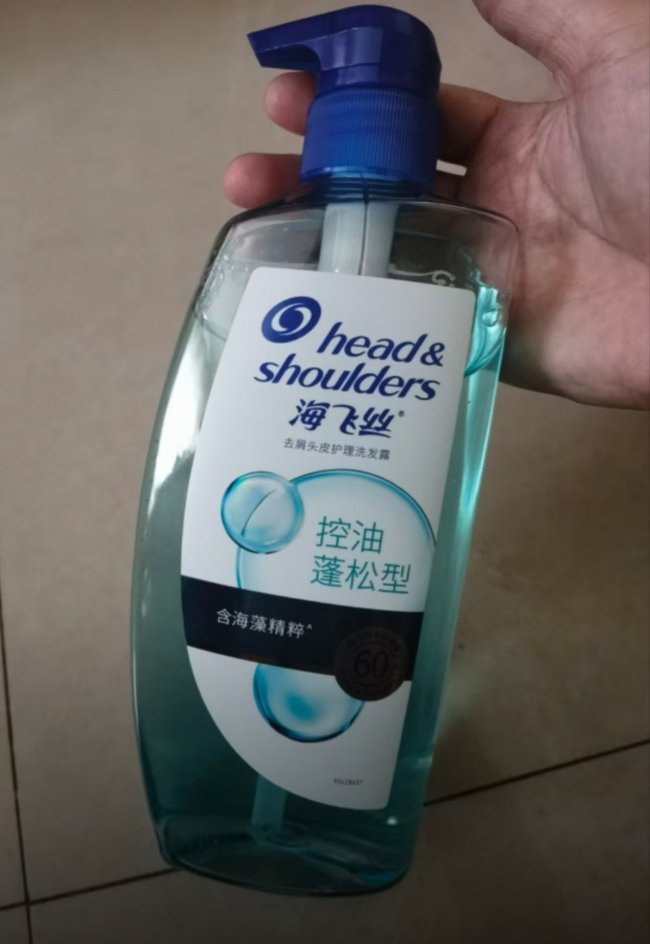 head &
shoulders
海飞丝®
去屑头皮护理洗发露
控油
蓬松型
含海藻精粹^
60